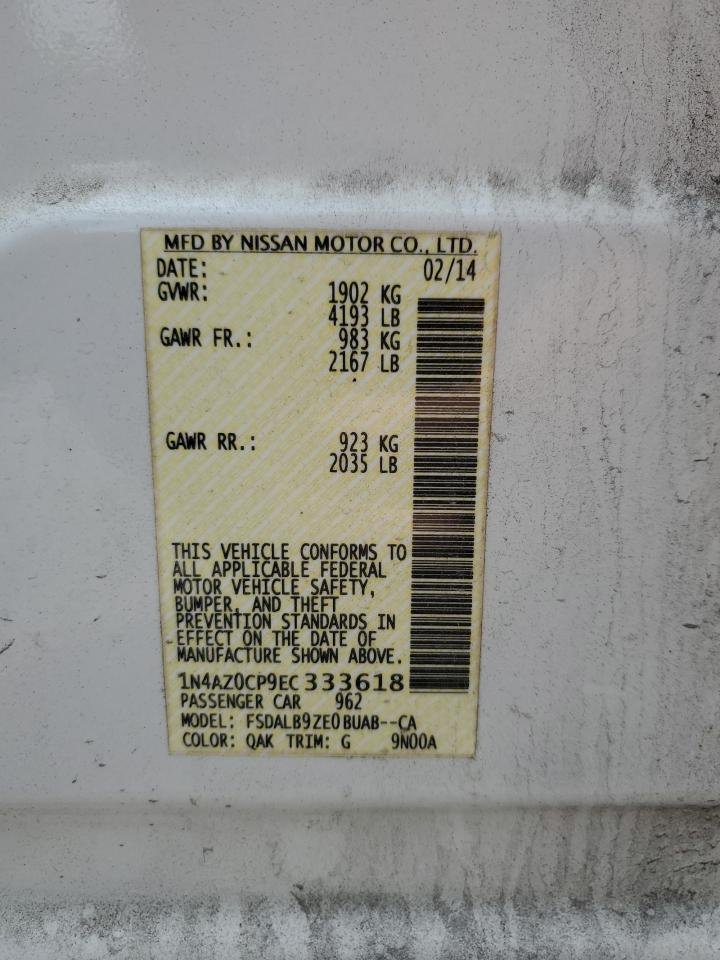 MFD BY NISSAN MOTOR CO., LTD.
DATE: 02/14
GVWR: 1902 KG
4193 LB
GAWR FR.: 983 KG
2167 LB
GAWR RR.: 923 KG
2035 LB
THIS VEHICLE CONFORMS TO
ALL APPLICABLE FEDERAL
MOTOR VEHICLE SAFETY,
BUMPER, AND THEFT
PREVENTION STANDARDS IN
EFFECT ON THE DATE OF
MANUFACTURE SHOWN ABOVE.
1N4AZ0CP9EC333618
PASSENGER CAR 962
MODEL: FSDALB9ZE0BUAB--CA
COLOR: QAK TRIM: G 9N00A